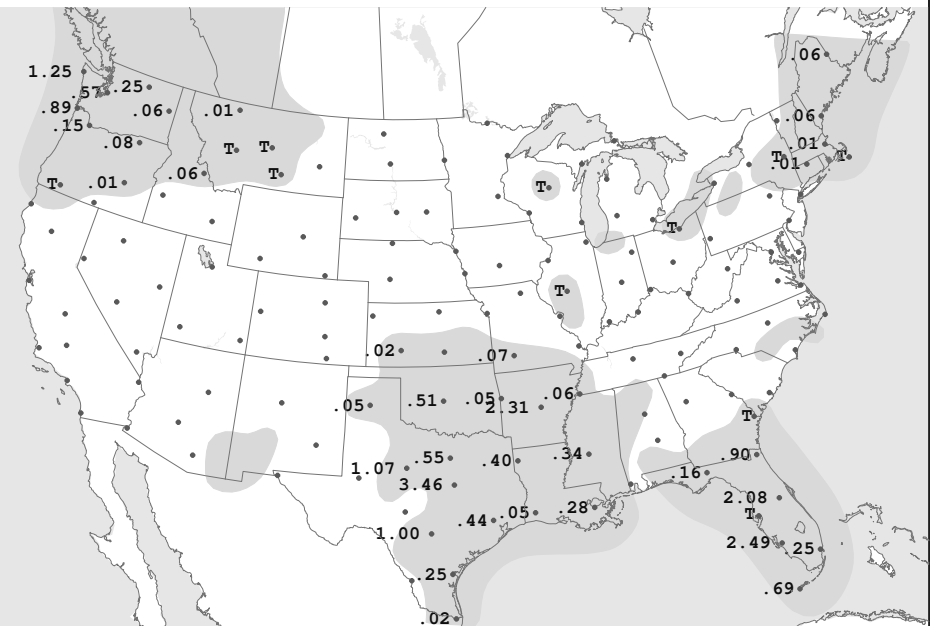 .06
1.25
.57 .25
.89 .06 .01 .06
.15 .01
.08 T T T T
.01
.06 T
T .01 T
T
T
.02 .07
.05 .51 .05 2.31 .06
.55 .40 .34 .90
1.07 .16
3.46 2.08
.44 .05 .28 T
1.00 2.49 .25
.25 .69
.02
T